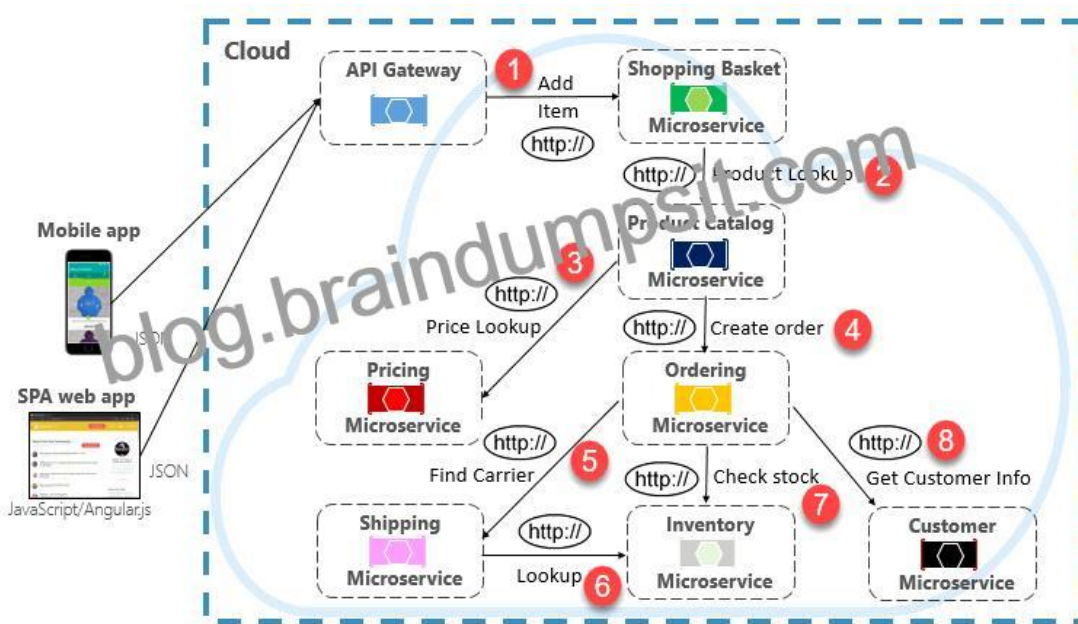 Cloud
API Gateway
1
Add
Item
http://
Shopping Basket
Microservice
http://
Product Lookup
2
Mobile app
JSON
Product Catalog
Microservice
3
http://
Price Lookup
http://
Create order
4
SPA web app
JSON
JavaScript/Angular.js
Pricing
Microservice
Ordering
Microservice
http://
Find Carrier
5
http://
Check stock
7
http://
8
Get Customer Info
Shipping
Microservice
http://
Lookup
6
Inventory
Microservice
Customer
Microservice
blog.braindumpsit.com